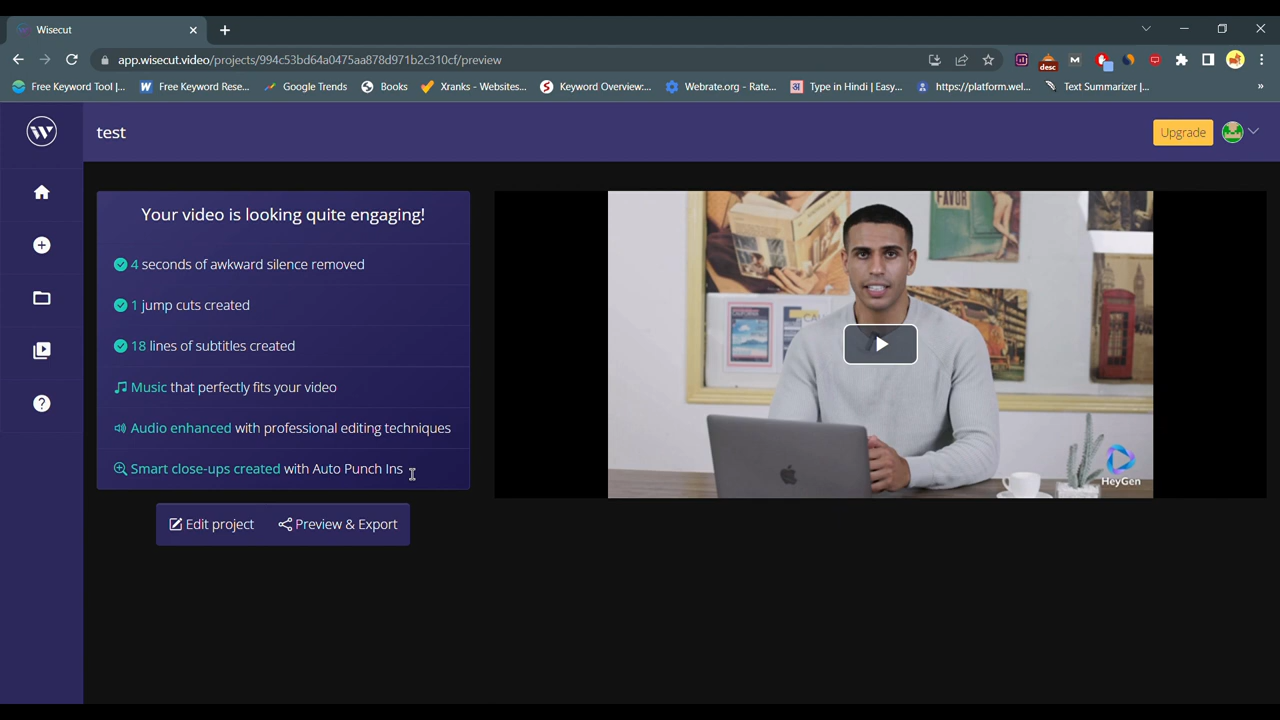 Wisecut
app.wisecut.video/projects/994c53bd64a0475aa878d971b2c310cf/preview
desc
Free Keyword Tool |...
Free Keyword Rese...
Google Trends
Books
Xranks - Websites...
Keyword Overview:...
Webrate.org - Rate...
Type in Hindi | Easy...
https://platform.wel...
Text Summarizer |...
test
Upgrade
Your video is looking quite engaging!
4 seconds of awkward silence removed
1 jump cuts created
18 lines of subtitles created
Music that perfectly fits your video
Audio enhanced with professional editing techniques
Smart close-ups created with Auto Punch Ins
Edit project
Preview & Export
FAVOR
CALIFORNIA
HeyGen